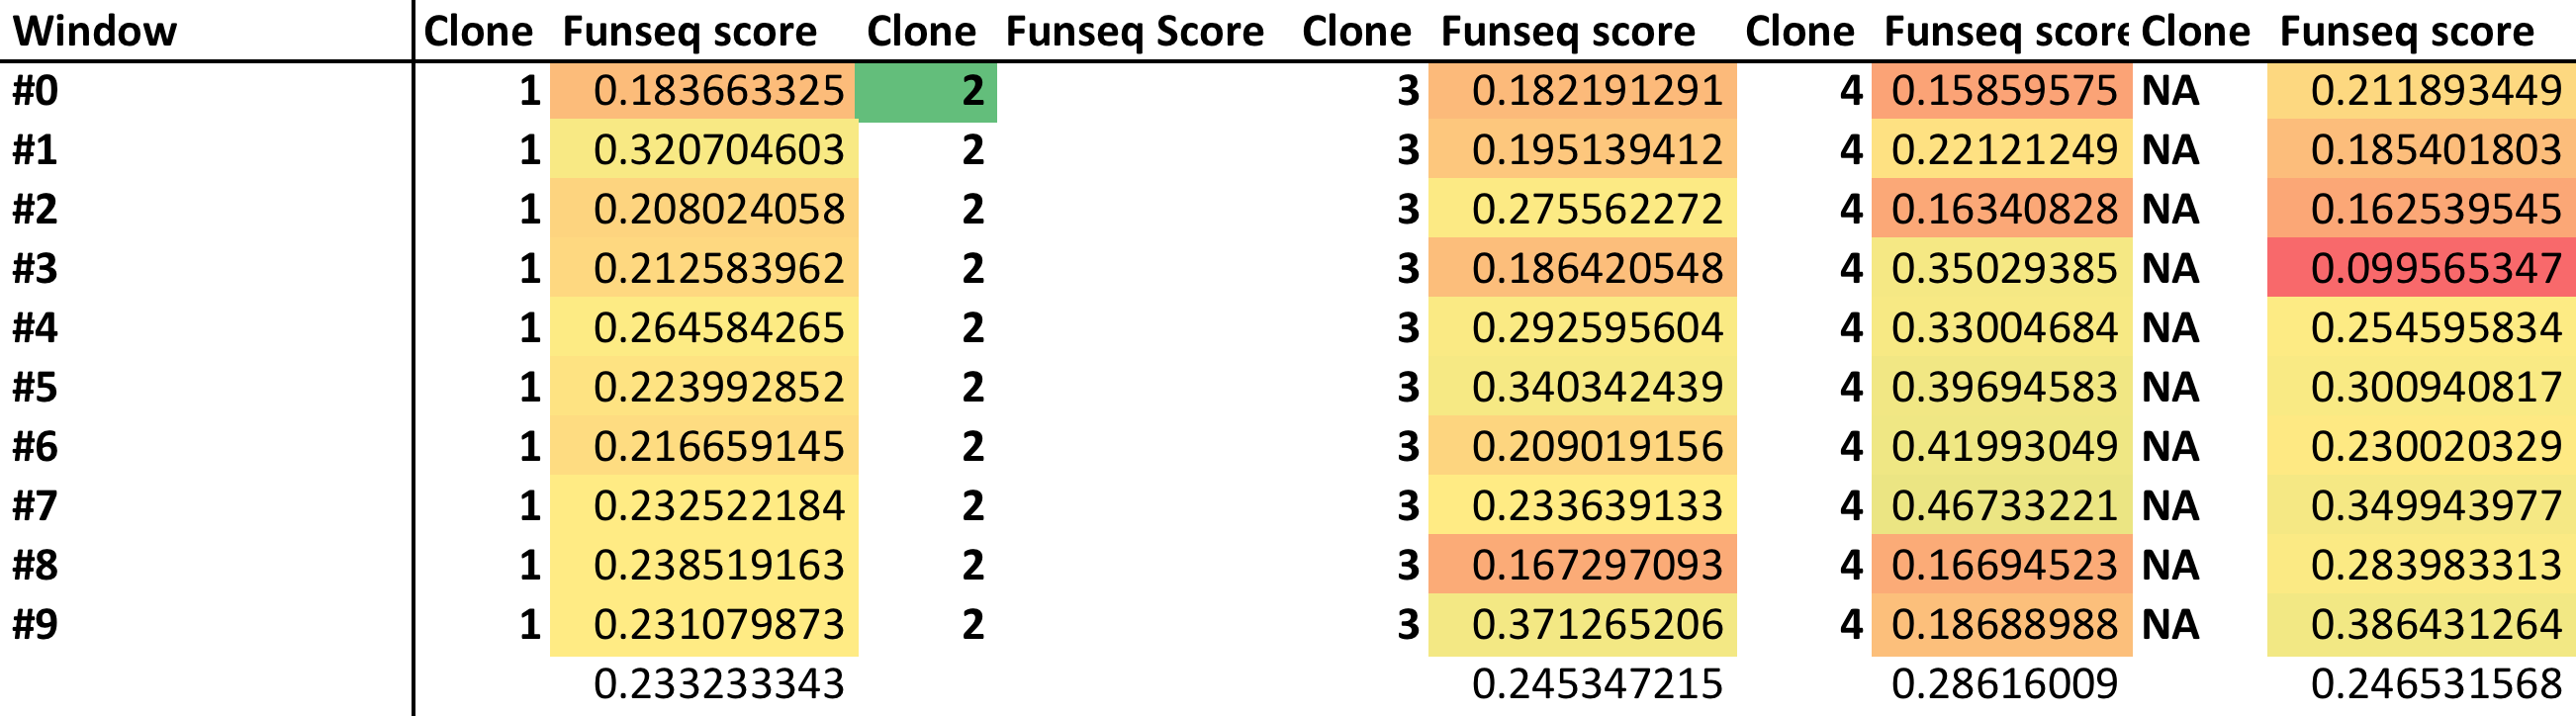 Window Clone Funseq score Clone Funseq Score Clone Funseq score Clone Funseq score Clone Funseq score
#0 1 0.183663325 2 3 0.182191291 4 0.15859575 NA 0.211893449
#1 1 0.320704603 2 3 0.195139412 4 0.22121249 NA 0.185401803
#2 1 0.208024058 2 3 0.275562272 4 0.16340828 NA 0.162539545
#3 1 0.212583962 2 3 0.186420548 4 0.35029385 NA 0.099565347
#4 1 0.264584265 2 3 0.292595604 4 0.33004684 NA 0.254595834
#5 1 0.223992852 2 3 0.340342439 4 0.39694583 NA 0.300940817
#6 1 0.216659145 2 3 0.209019156 4 0.41993049 NA 0.230020329
#7 1 0.232522184 2 3 0.233639133 4 0.46733221 NA 0.349943977
#8 1 0.238519163 2 3 0.167297093 4 0.16694523 NA 0.283983313
#9 1 0.231079873 2 3 0.371265206 4 0.18688988 NA 0.386431264
0.233233343 0.245347215 0.28616009 0.246531568